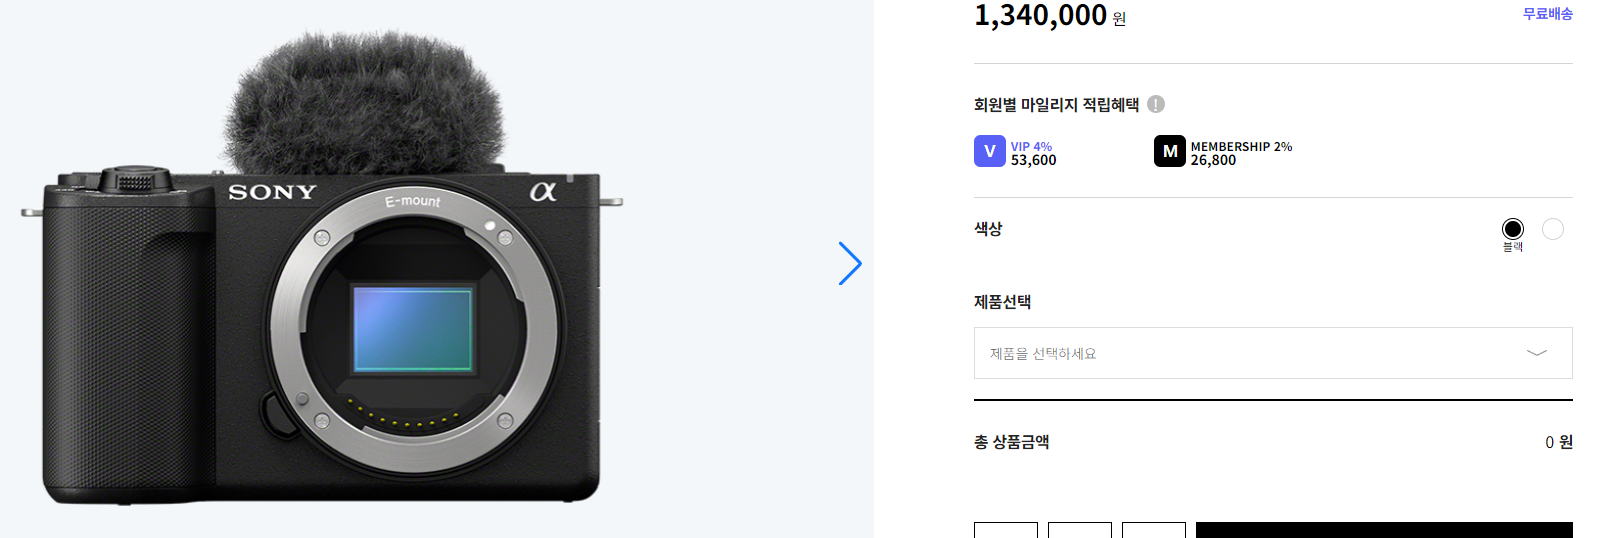 SONY
α
E-mount
1,340,000 원
무료배송
회원별 마일리지 적립혜택 !
V VIP 4%
53,600
M MEMBERSHIP 2%
26,800
색상
블랙
제품선택
제품을 선택하세요
총 상품금액
0 원